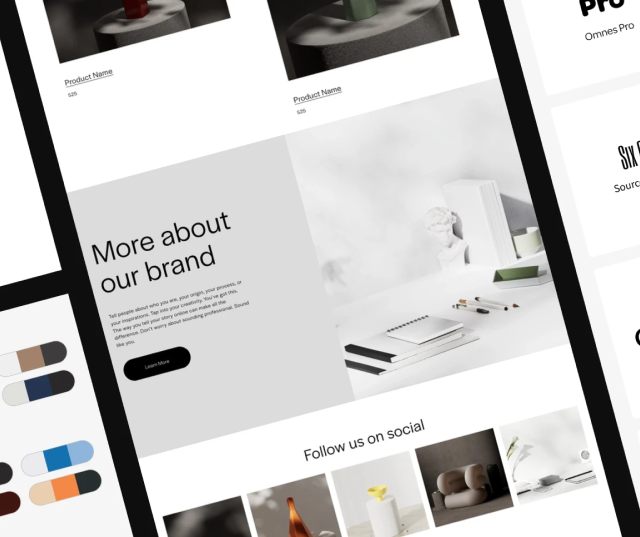 Product Name
$25
Product Name
$25
More about
our brand
Tell people about who you are, your origin, your process, or
your inspirations. Tap into your creativity. You've got this.
The way you tell your story online can make all the
difference. Don't worry about sounding professional. Sound
like you.
Learn More
Follow us on social
Pro
Omnes Pro
Six